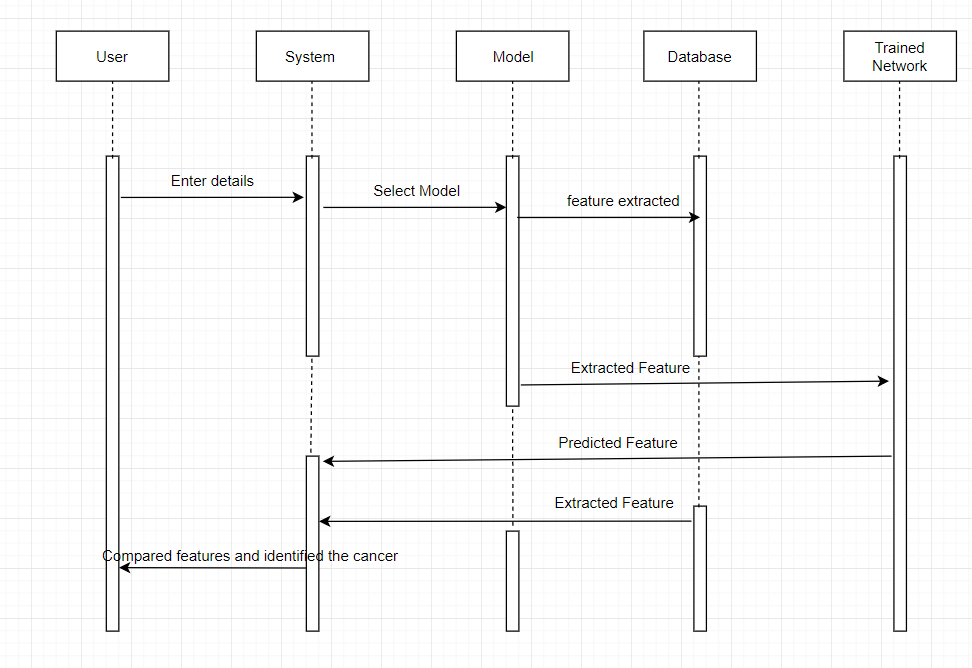 User
System
Model
Database
Trained
Network
Enter details
Select Model
feature extracted
Extracted Feature
Predicted Feature
Extracted Feature
Compared features and identified the cancer